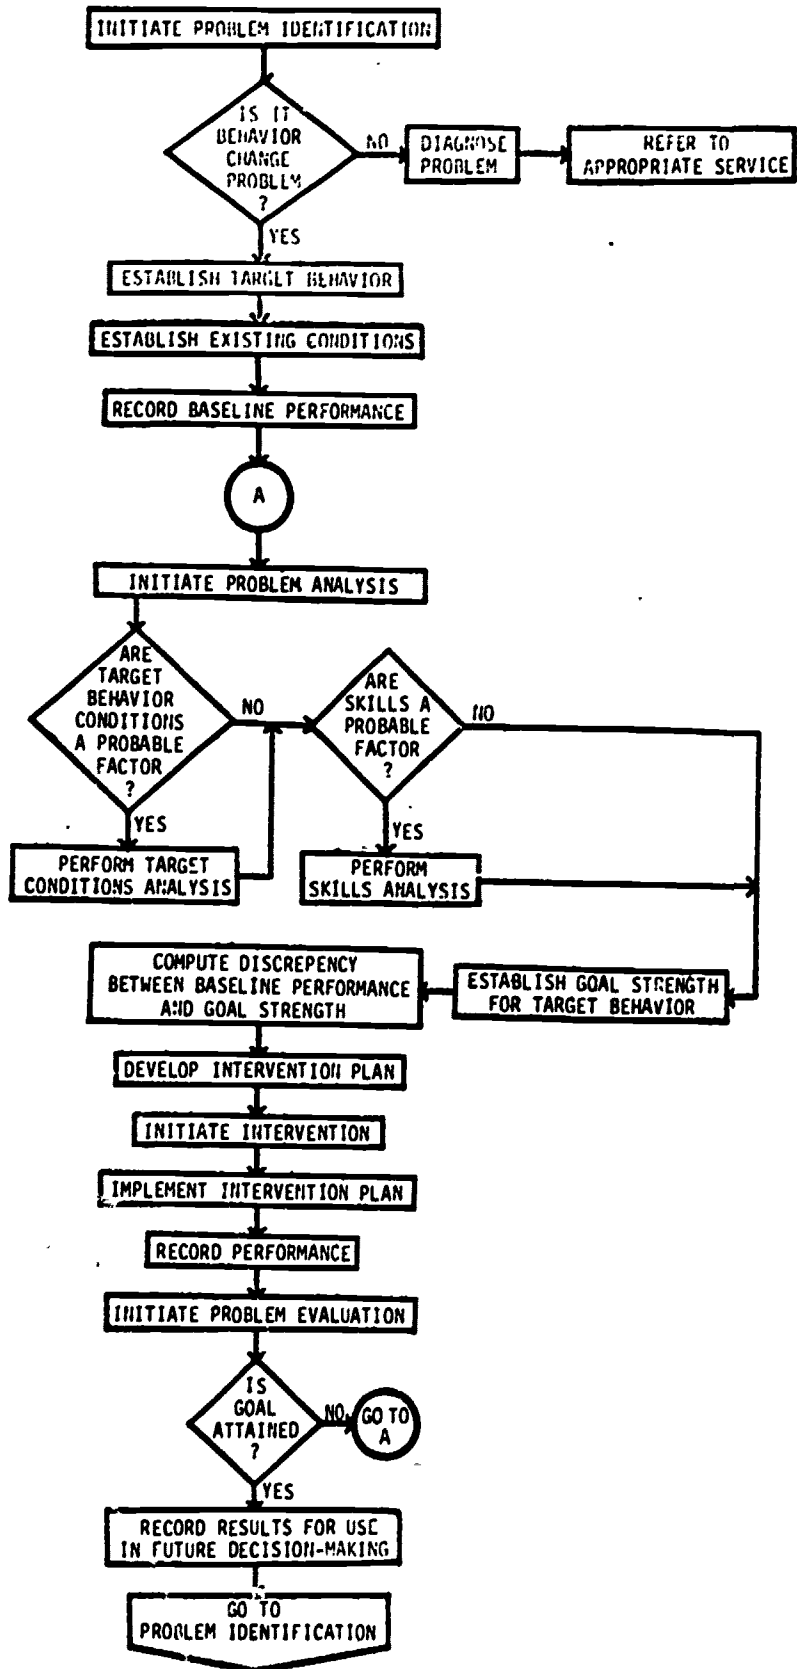 INITIATE PROBLEM IDENTIFICATION
IS IT
BEHAVIOR
CHANGE
PROBLEM
?
NO
DIAGNOSE
PROBLEM
REFER TO
APPROPRIATE SERVICE
YES
ESTABLISH TARGET BEHAVIOR
ESTABLISH EXISTING CONDITIONS
RECORD BASELINE PERFORMANCE
A
INITIATE PROBLEM ANALYSIS
ARE
TARGET
BEHAVIOR
CONDITIONS
A PROBABLE
FACTOR
?
NO
YES
PERFORM TARGET
CONDITIONS ANALYSIS
ARE
SKILLS A
PROBABLE
FACTOR
?
NO
YES
PERFORM
SKILLS ANALYSIS
ESTABLISH GOAL STRENGTH
FOR TARGET BEHAVIOR
COMPUTE DISCREPENCY
BETWEEN BASELINE PERFORMANCE
AND GOAL STRENGTH
DEVELOP INTERVENTION PLAN
INITIATE INTERVENTION
IMPLEMENT INTERVENTION PLAN
RECORD PERFORMANCE
INITIATE PROBLEM EVALUATION
IS
GOAL
ATTAINED
?
NO
GO TO
A
YES
RECORD RESULTS FOR USE
IN FUTURE DECISION-MAKING
GO TO
PROBLEM IDENTIFICATION